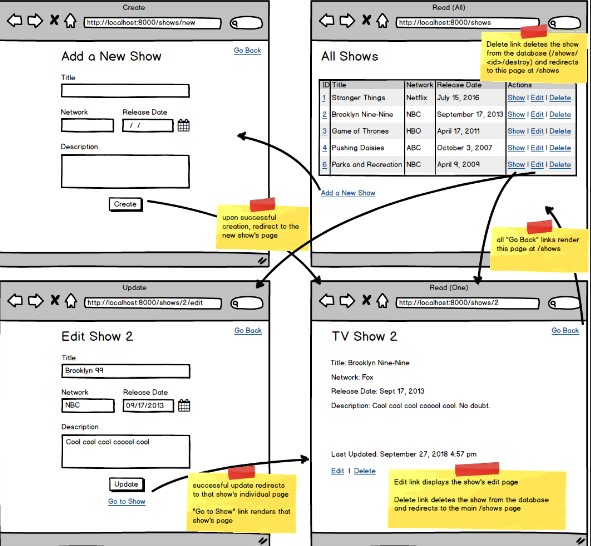 Create
http://localhost:8000/shows/new
Add a New Show
Go Back
Title
Network
Release Date
/ /
Description
Create
upon successful
creation, redirect to the
new show's page
Read (All)
http://localhost:8000/shows
Delete link deletes the show
from the database (/shows/
<id>/destroy) and redirects
to this page at /shows
All Shows
ID Title Network Release Date Actions
1 Stranger Things Netflix July 15, 2016 Show | Edit | Delete
2 Brooklyn Nine-Nine NBC September 17, 2013 Show | Edit | Delete
3 Game of Thrones HBO April 17, 2011 Show | Edit | Delete
4 Pushing Daisies ABC October 3, 2007 Show | Edit | Delete
6 Parks and Recreation NBC April 9, 2009 Show | Edit | Delete
Add a New Show
all "Go Back" links render
this page at /shows
Update
http://localhost:8000/shows/2/edit
Edit Show 2
Go Back
Title
Brooklyn 99
Network
Release Date
NBC
09/17/2013
Description
Cool cool cool cooool cool
Update
Go to Show
successful update redirects
to that show's individual page
"Go to Show" link renders that
show's page
Read (One)
http://localhost:8000/shows/2
TV Show 2
Go Back
Title: Brooklyn Nine-Nine
Network: Fox
Release Date: Sept 17, 2013
Description: Cool cool cool cooool cool. No doubt.
Last Updated: September 27, 2018 4:57 pm
Edit | Delete
Edit link displays the show's edit page
Delete link deletes the show from the database
and redirects to the main /shows page